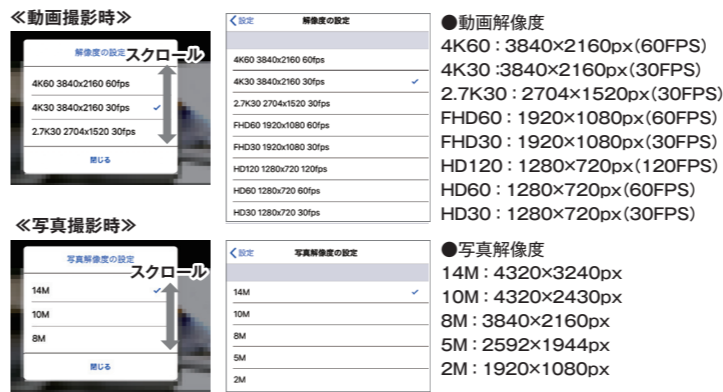 ≪動画撮影時≫
解像度の設定
スクロール
4K60 3840x2160 60fps
4K30 3840x2160 30fps
2.7K30 2704x1520 30fps
閉じる
設定
解像度の設定
4K60 3840x2160 60fps
4K30 3840x2160 30fps
2.7K30 2704x1520 30fps
FHD60 1920x1080 60fps
FHD30 1920x1080 30fps
HD120 1280x720 120fps
HD60 1280x720 60fps
HD30 1280x720 30fps
●動画解像度
4K60：3840×2160px(60FPS)
4K30：3840×2160px(30FPS)
2.7K30：2704×1520px(30FPS)
FHD60：1920×1080px(60FPS)
FHD30：1920×1080px(30FPS)
HD120：1280×720px(120FPS)
HD60：1280×720px(60FPS)
HD30：1280×720px(30FPS)
≪写真撮影時≫
写真解像度の設定
スクロール
14M
10M
8M
閉じる
設定
写真解像度の設定
14M
10M
8M
5M
2M
●写真解像度
14M：4320×3240px
10M：4320×2430px
8M：3840×2160px
5M：2592×1944px
2M：1920×1080px